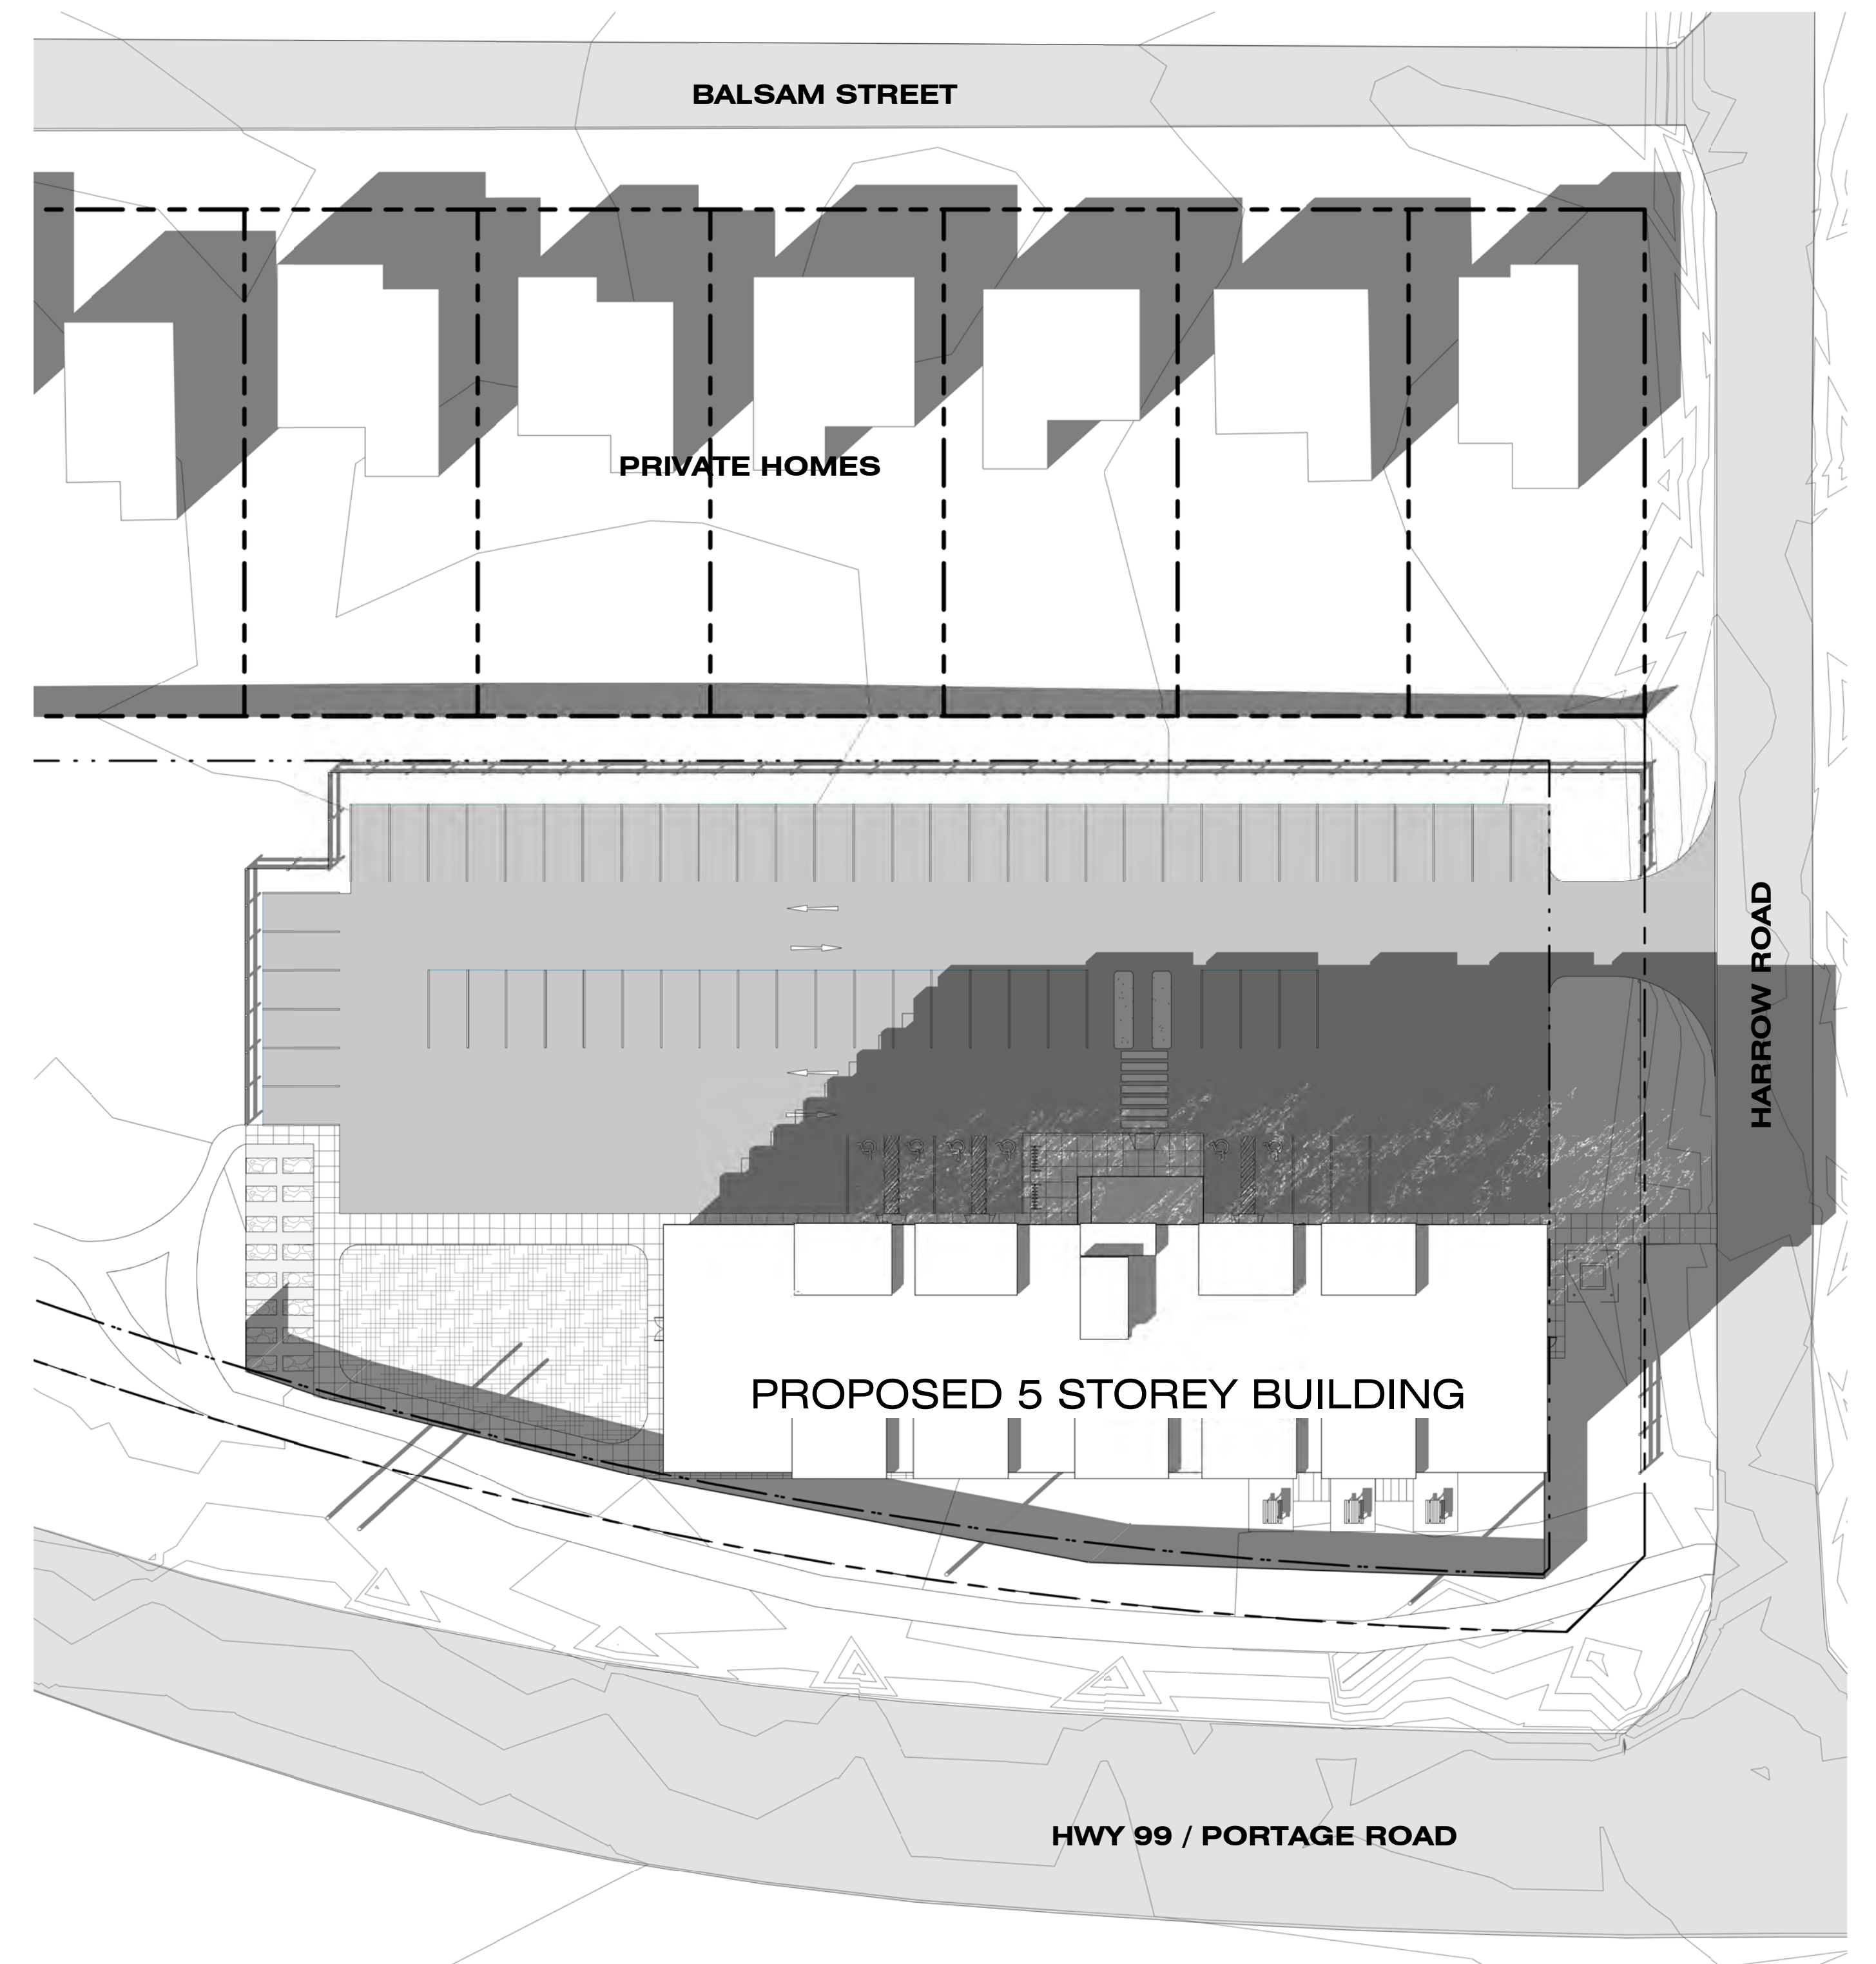 BALSAM STREET
PRIVATE HOMES
HARROW ROAD
PROPOSED 5 STOREY BUILDING
HWY 99 / PORTAGE ROAD